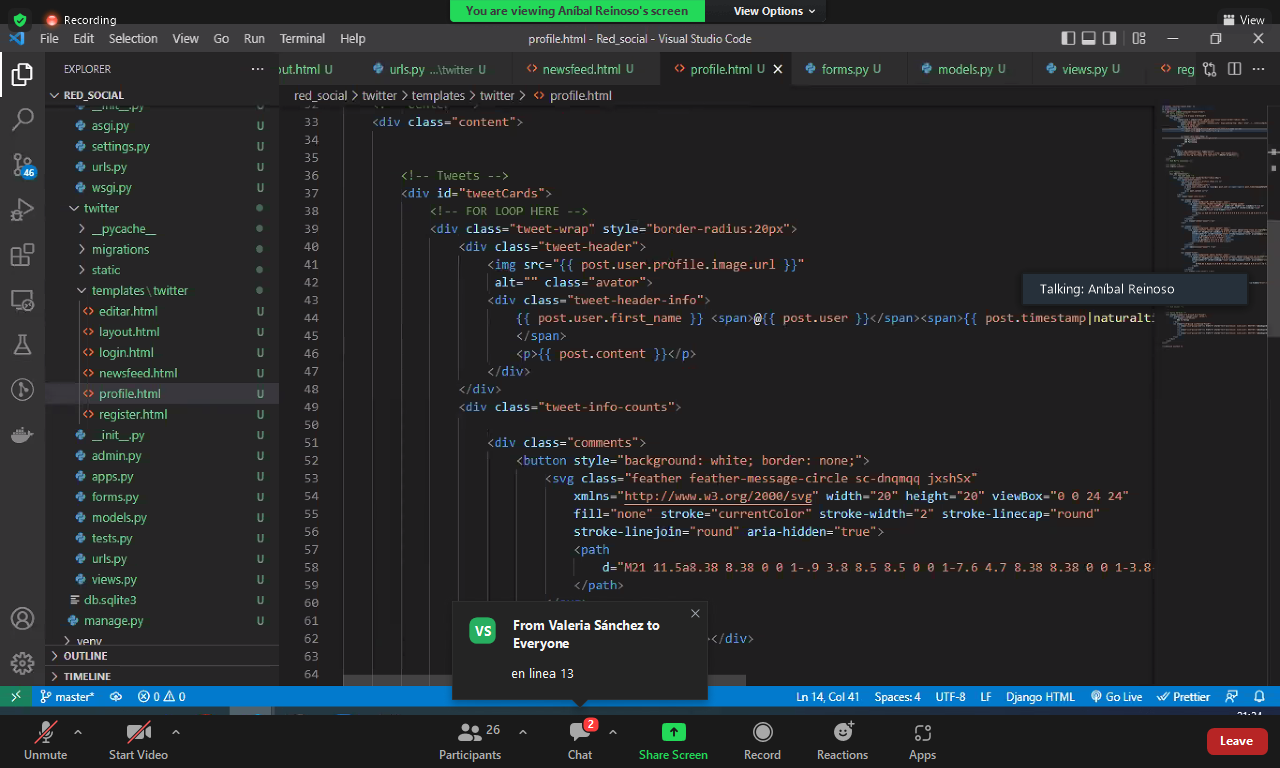 You are viewing Aníbal Reinoso's screen
View Options
Recording
View
File Edit Selection View Go Run Terminal Help
profile.html - Red_social - Visual Studio Code
EXPLORER
out.html U
urls.py ...\twitter U
newsfeed.html U
profile.html U
forms.py U
models.py U
views.py U
reg
red_social > twitter > templates > twitter > profile.html
RED_SOCIAL
__init__.py U
asgi.py U
settings.py U
urls.py U
wsgi.py U
twitter
__pycache__
migrations
static
templates\twitter
editar.html U
layout.html U
login.html U
newsfeed.html U
profile.html U
register.html U
__init__.py U
admin.py U
apps.py U
forms.py U
models.py U
tests.py U
urls.py U
views.py U
db.sqlite3 U
manage.py U
venv
OUTLINE
TIMELINE
46
33 <div class="content">
34
35
36 <!-- Tweets -->
37 <div id="tweetCards">
38 <!-- FOR LOOP HERE -->
39 <div class="tweet-wrap" style="border-radius:20px">
40 <div class="tweet-header">
41 <img src="{{ post.user.profile.image.url }}"
42 alt="" class="avator">
43 <div class="tweet-header-info">
44 {{ post.user.first_name }} <span>@{{ post.user }}</span><span>{{ post.timestamp|naturalti
45 </span>
46 <p>{{ post.content }}</p>
47 </div>
48 </div>
49 <div class="tweet-info-counts">
50
51 <div class="comments">
52 <button style="background: white; border: none;">
53 <svg class="feather feather-message-circle sc-dnqmqq jxshSx"
54 xmlns="http://www.w3.org/2000/svg" width="20" height="20" viewBox="0 0 24 24"
55 fill="none" stroke="currentColor" stroke-width="2" stroke-linecap="round"
56 stroke-linejoin="round" aria-hidden="true">
57 <path
58 d="M21 11.5a8.38 8.38 0 0 1-.9 3.8 8.5 8.5 0 0 1-7.6 4.7 8.38 8.38 0 0 1-3.8-
59 </path>
60
61
62 ></div>
63
64
Talking: Aníbal Reinoso
VS
From Valeria Sánchez to
Everyone
en linea 13
master* 0 0
Ln 14, Col 41 Spaces: 4 UTF-8 LF Django HTML Go Live Prettier
Unmute
Start Video
26
Participants
2
Chat
Share Screen
Record
Reactions
Apps
Leave